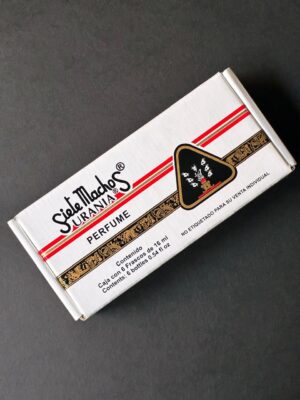 Siete Machos®
URANIA®
PERFUME
Contenido
Caja con 6 Frascos de 16 ml
Contents: 6 bottles 0.54 fl oz
NO ETIQUETADO PARA SU VENTA INDIVIDUAL